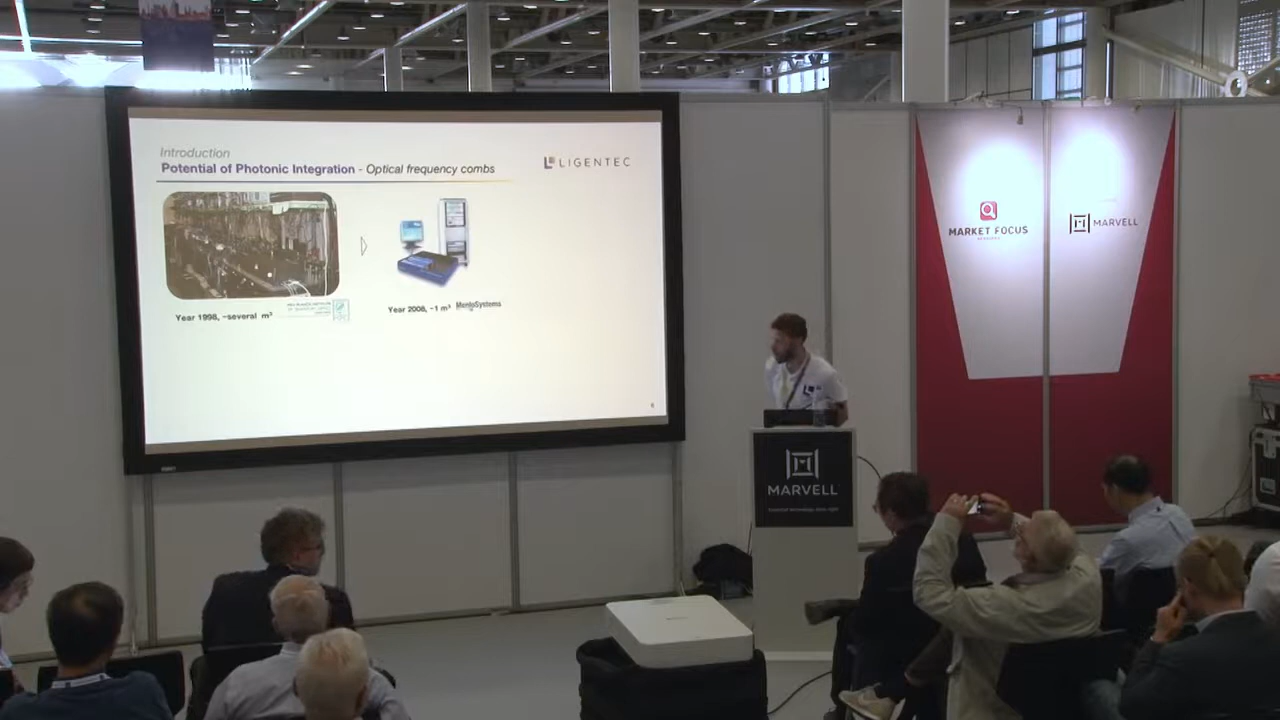 Introduction
Potential of Photonic Integration - Optical frequency combs
LIGENTEC
Year 1998, ~several m³
Year 2008, ~1 m³ MenloSystems
MARKET FOCUS
MARVELL
MARVELL